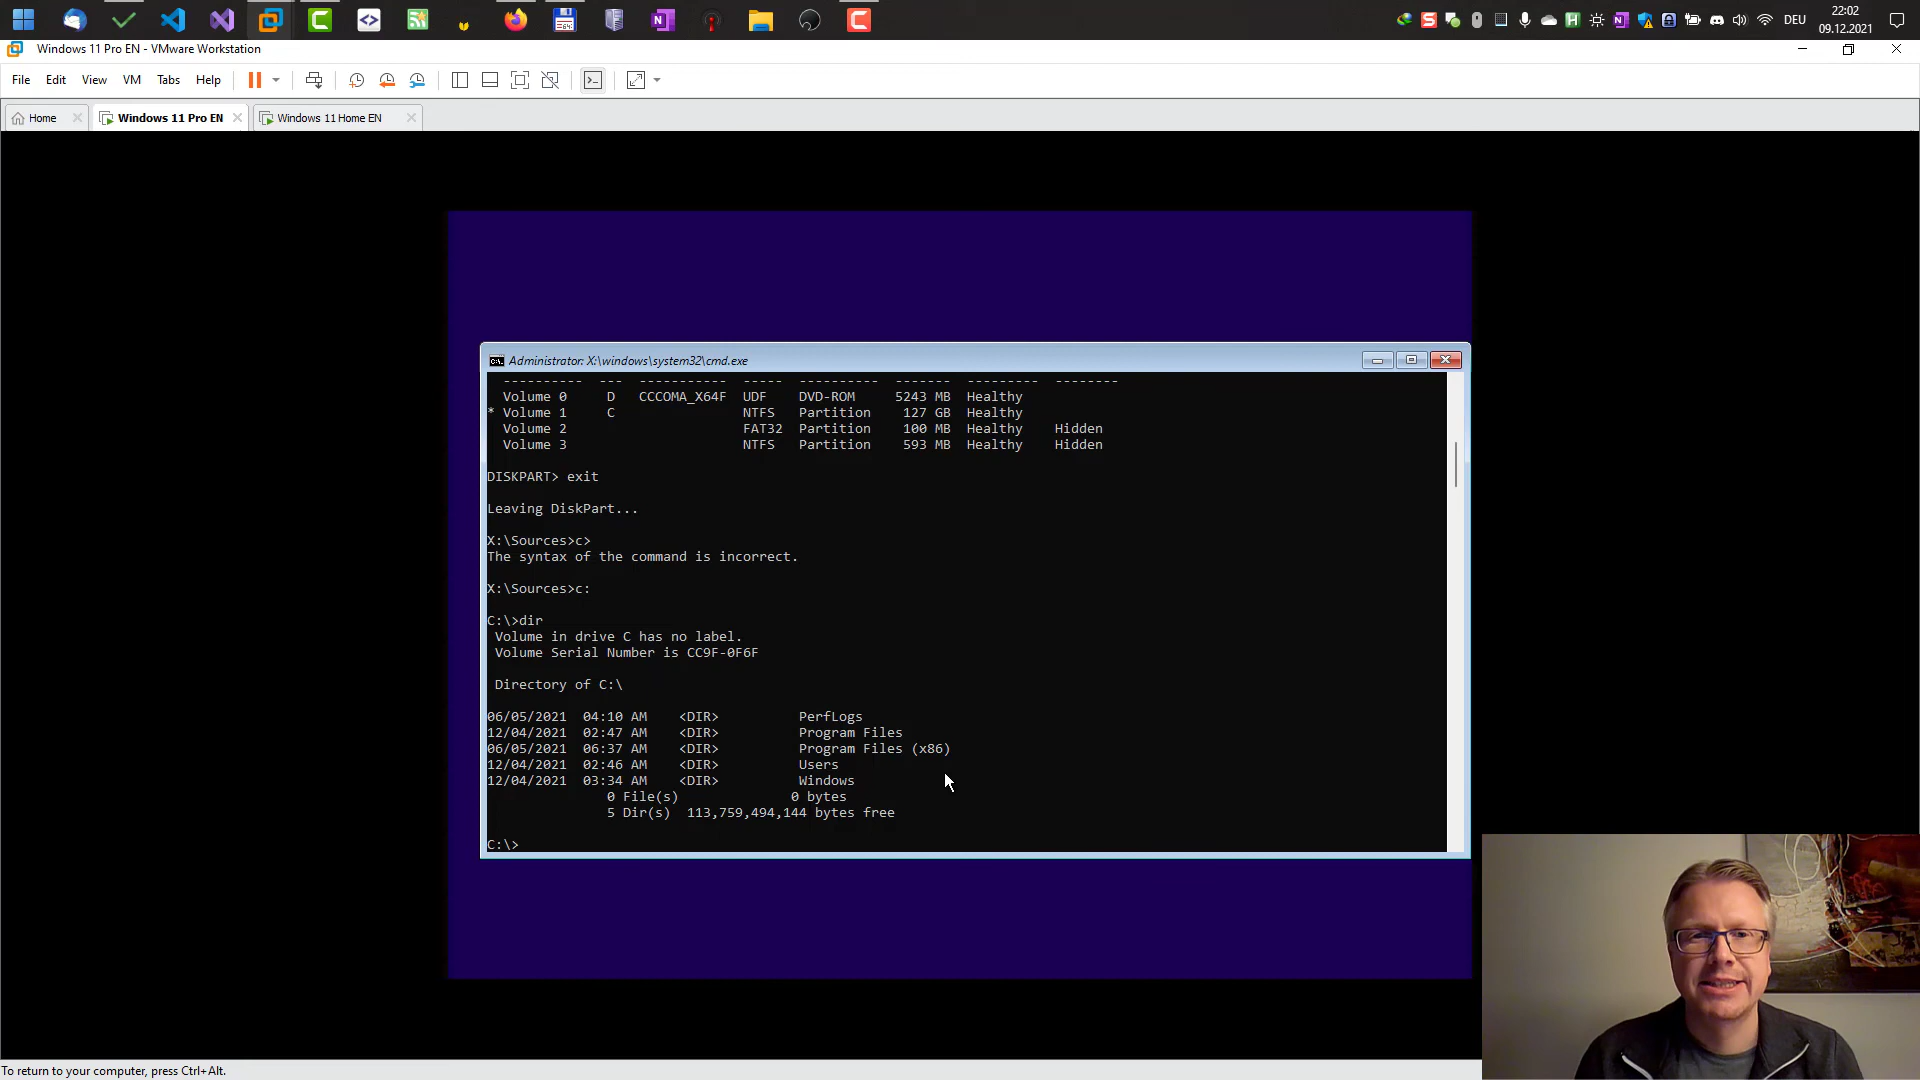 22:02
DEU
09.12.2021
Windows 11 Pro EN - VMware Workstation
File Edit View VM Tabs Help
Home Windows 11 Pro EN Windows 11 Home EN
Administrator: X:\windows\system32\cmd.exe
---------- --- ----------- ----- ---------- ------- --------- --------
Volume 0 D CCCOMA_X64F UDF DVD-ROM 5243 MB Healthy
* Volume 1 C NTFS Partition 127 GB Healthy
Volume 2 FAT32 Partition 100 MB Healthy Hidden
Volume 3 NTFS Partition 593 MB Healthy Hidden
DISKPART> exit
Leaving DiskPart...
X:\Sources>c>
The syntax of the command is incorrect.
X:\Sources>c:
C:\>dir
Volume in drive C has no label.
Volume Serial Number is CC9F-0F6F
Directory of C:\
06/05/2021 04:10 AM <DIR> PerfLogs
12/04/2021 02:47 AM <DIR> Program Files
06/05/2021 06:37 AM <DIR> Program Files (x86)
12/04/2021 02:46 AM <DIR> Users
12/04/2021 03:34 AM <DIR> Windows
0 File(s) 0 bytes
5 Dir(s) 113,759,494,144 bytes free
C:\>
To return to your computer, press Ctrl+Alt.